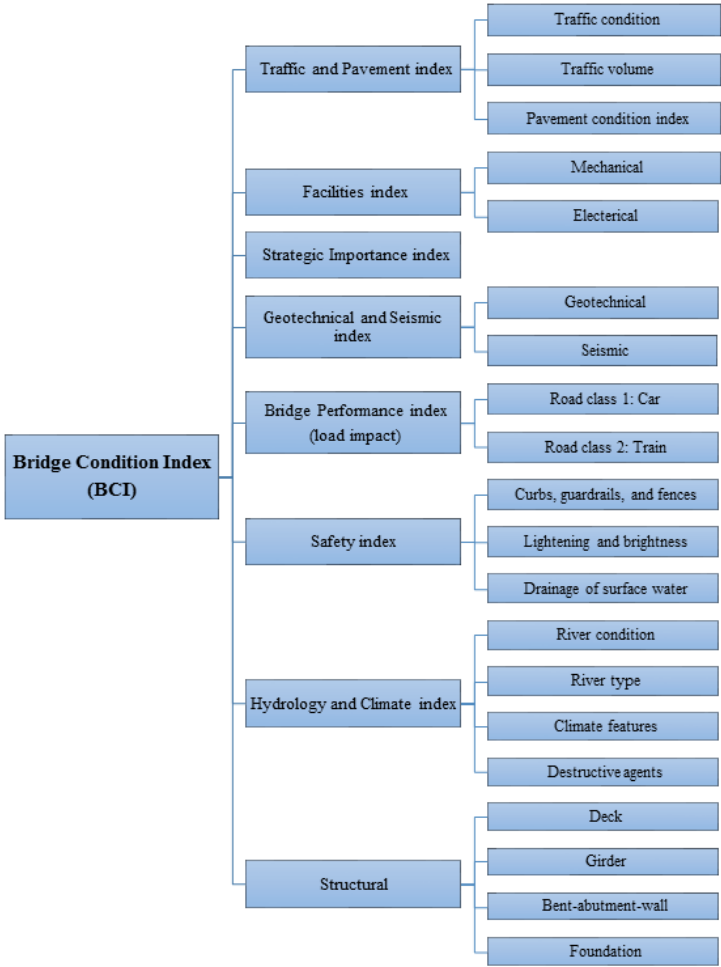 Bridge Condition Index
(BCI)
Traffic and Pavement index
Traffic condition
Traffic volume
Pavement condition index
Facilities index
Mechanical
Electerical
Strategic Importance index
Geotechnical and Seismic
index
Geotechnical
Seismic
Bridge Performance index
(load impact)
Road class 1: Car
Road class 2: Train
Safety index
Curbs, guardrails, and fences
Lightening and brightness
Drainage of surface water
Hydrology and Climate index
River condition
River type
Climate features
Destructive agents
Structural
Deck
Girder
Bent-abutment-wall
Foundation